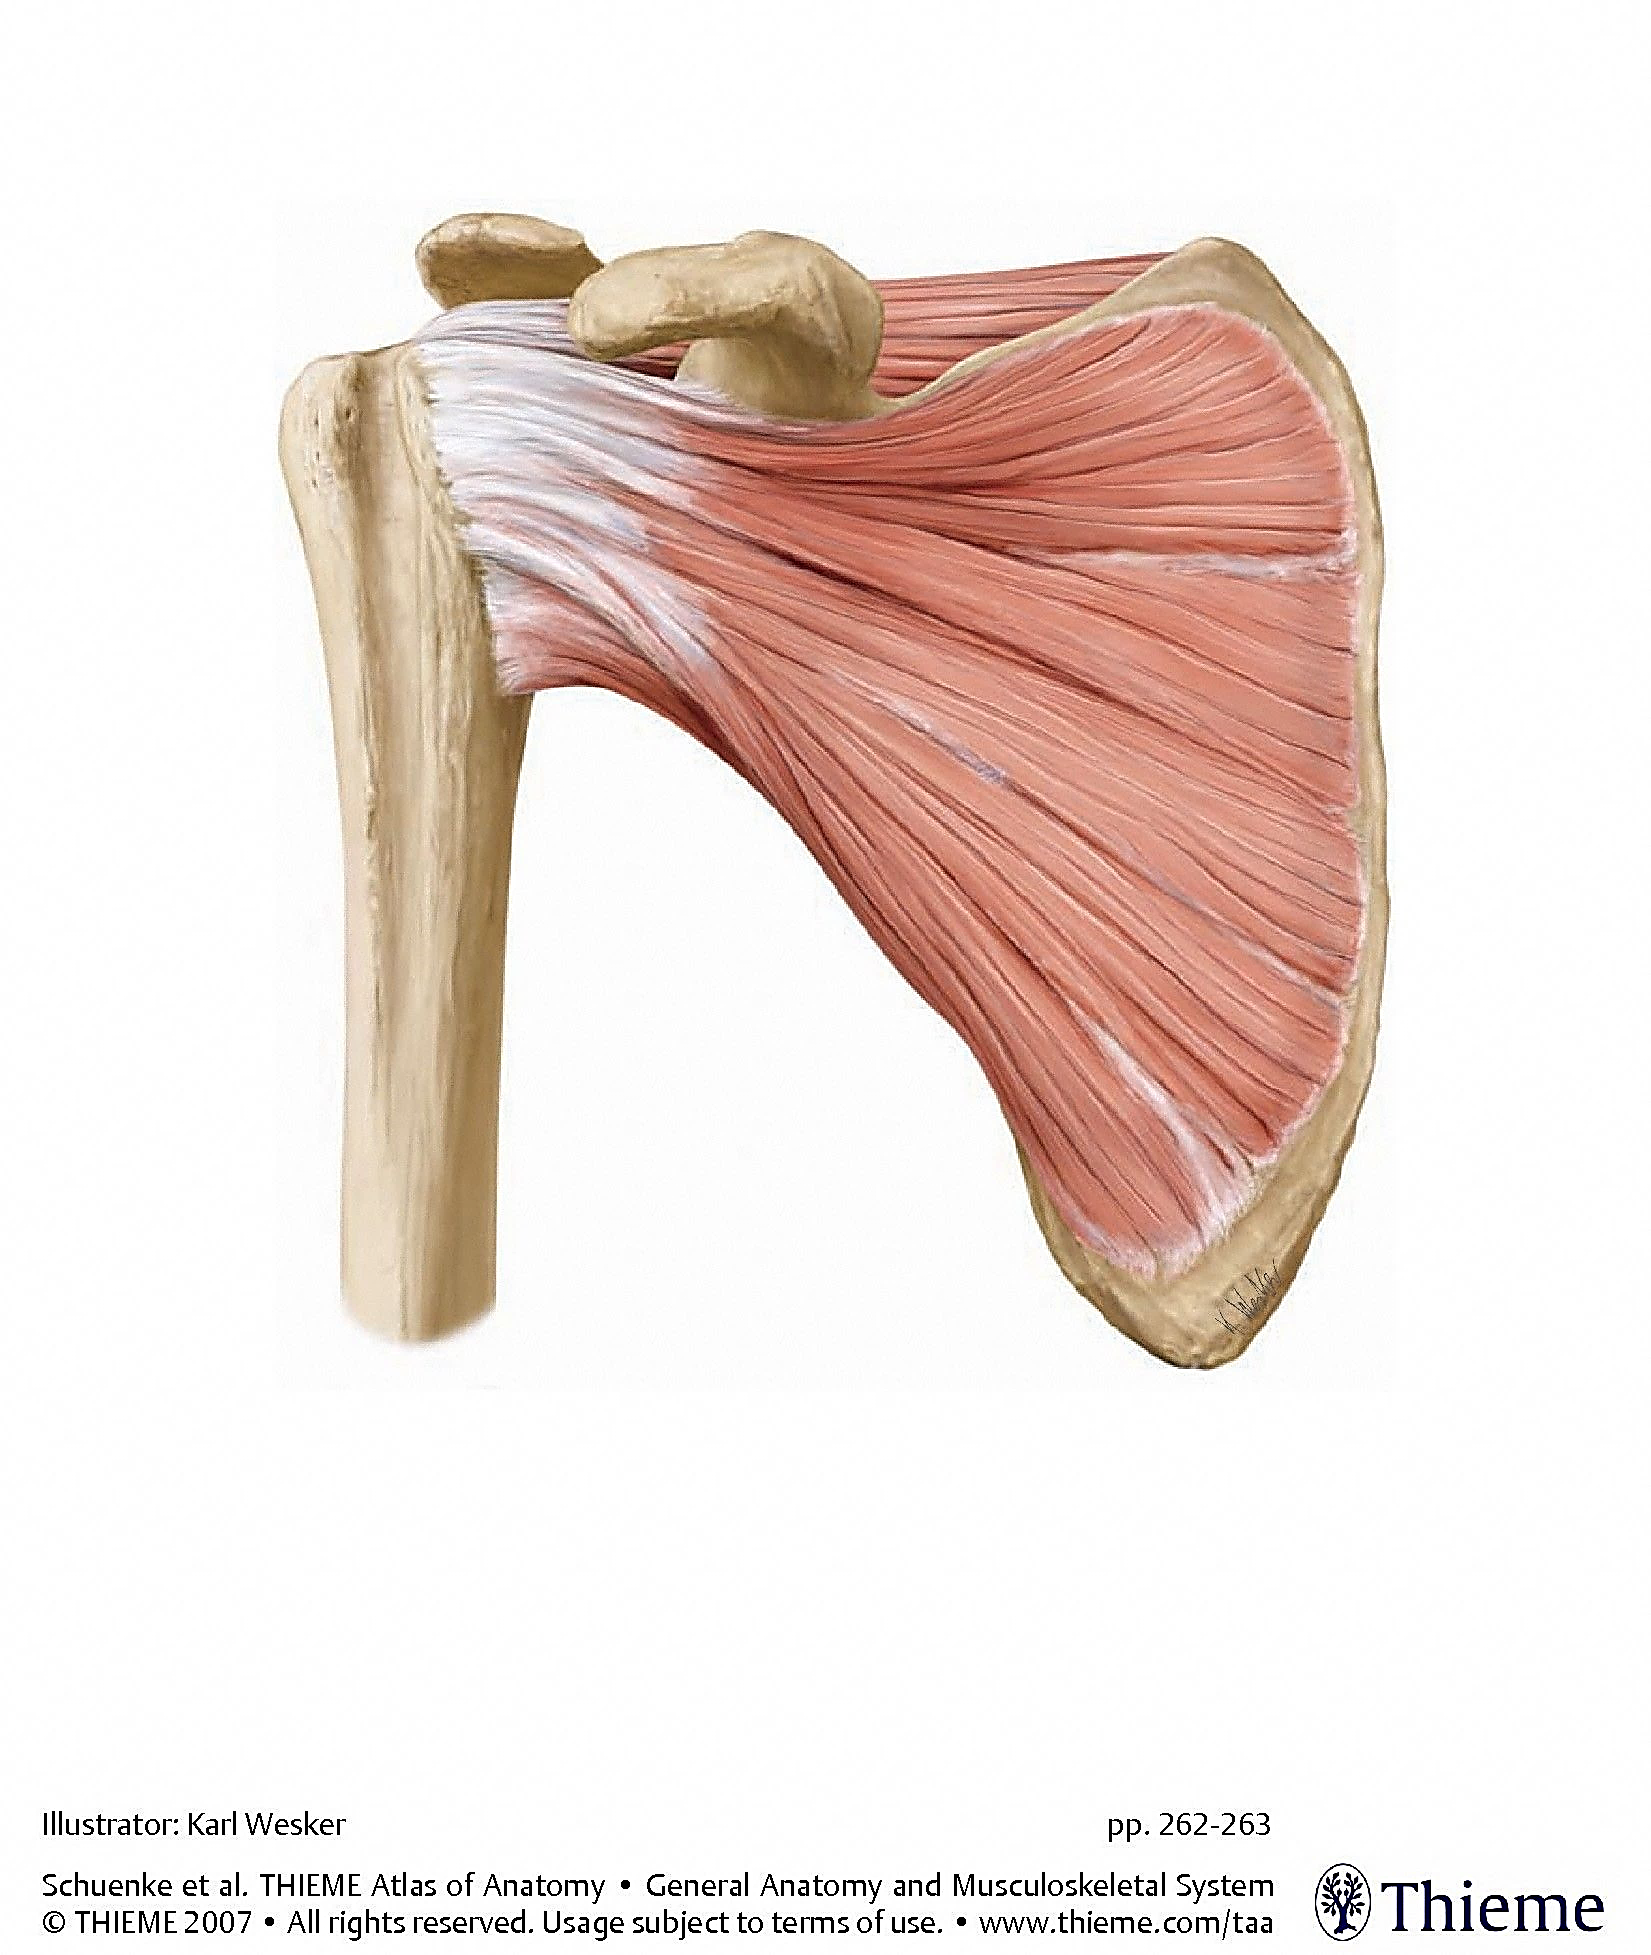 K. Wesker
Illustrator: Karl Wesker
pp. 262-263
Schuenke et al. THIEME Atlas of Anatomy • General Anatomy and Musculoskeletal System
© THIEME 2007 • All rights reserved. Usage subject to terms of use. • www.thieme.com/taa
Thieme